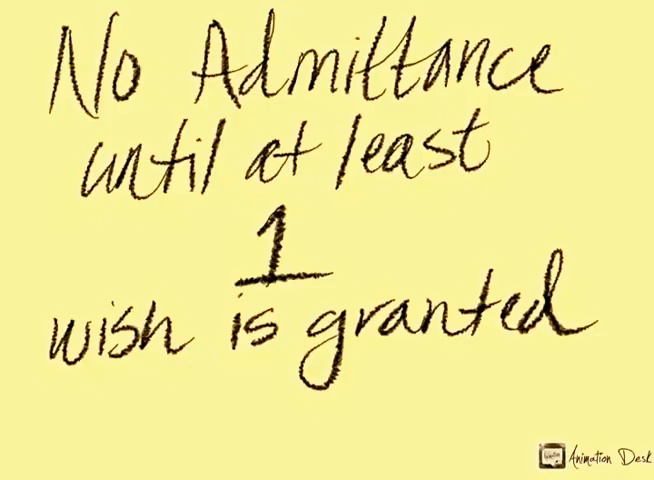 No Admittance
until at least
1
wish is granted
Animation Desk